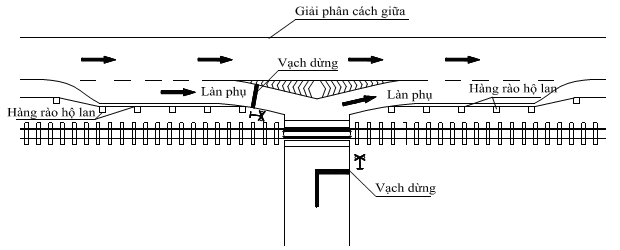 Giải phân cách giữa
Vạch dừng
Làn phụ
Làn phụ
Hàng rào hộ lan
Hàng rào hộ lan
Vạch dừng